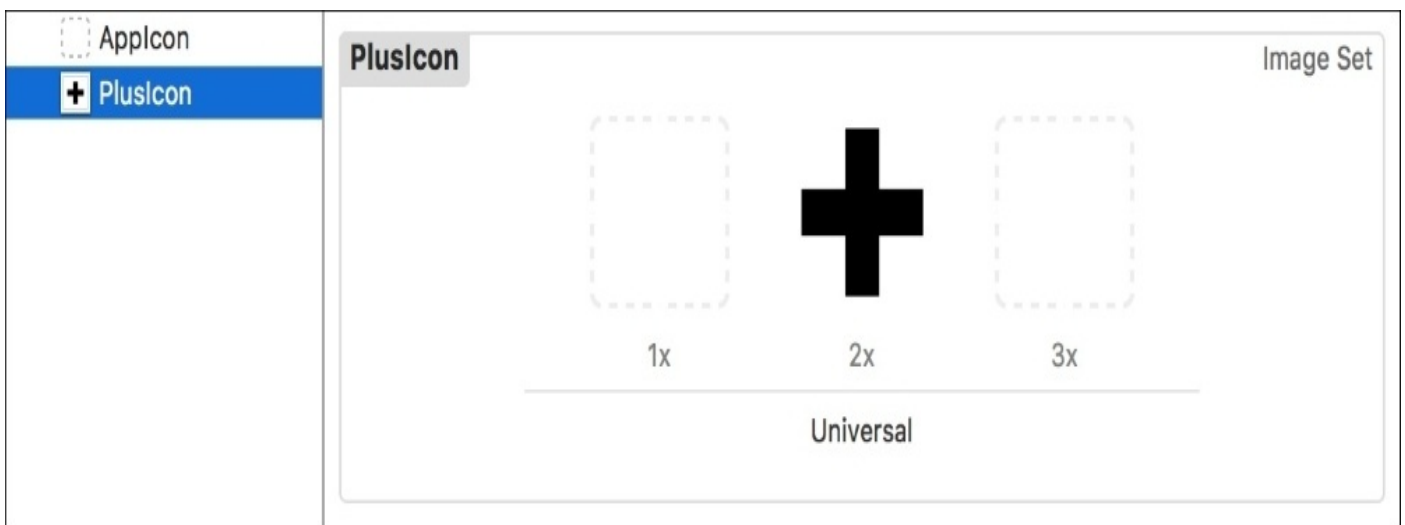 AppIcon
PlusIcon
PlusIcon
Image Set
1x
2x
3x
Universal